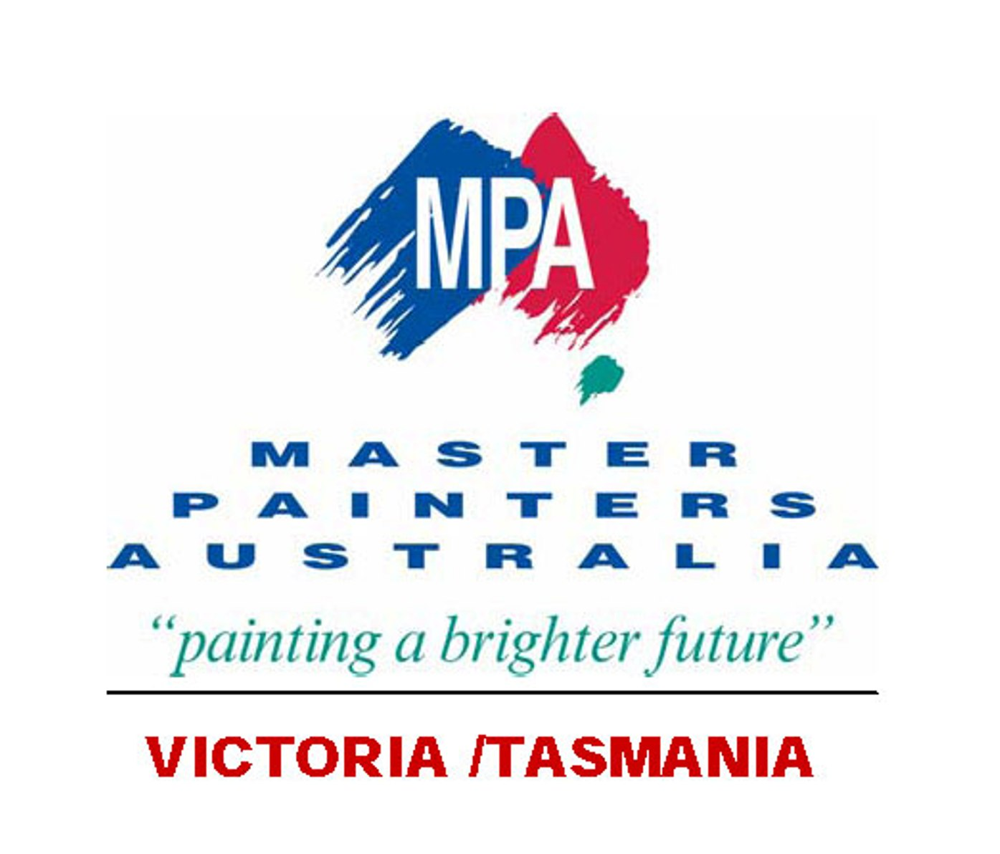 MPA
MASTER
PAINTERS
AUSTRALIA
“painting a brighter future”
VICTORIA /TASMANIA